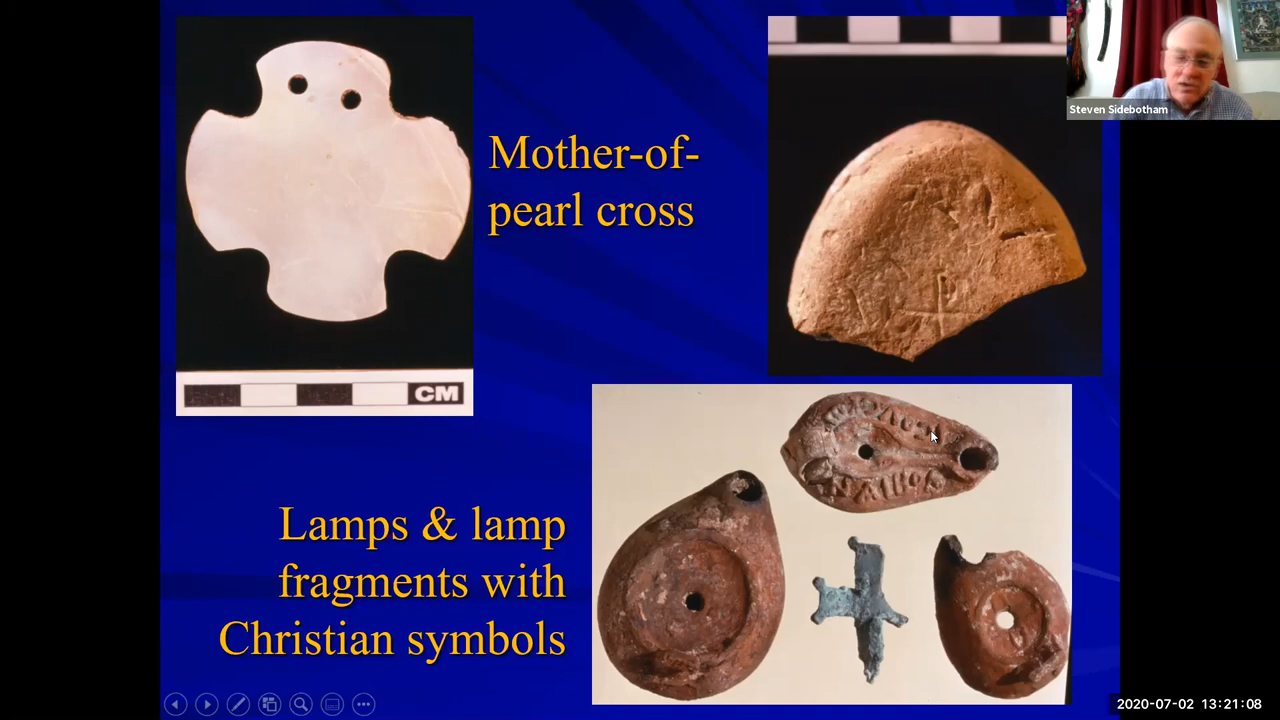 Steven Sidebotham
Mother-of-
pearl cross
CM
Lamps & lamp
fragments with
Christian symbols
2020-07-02 13:21:08